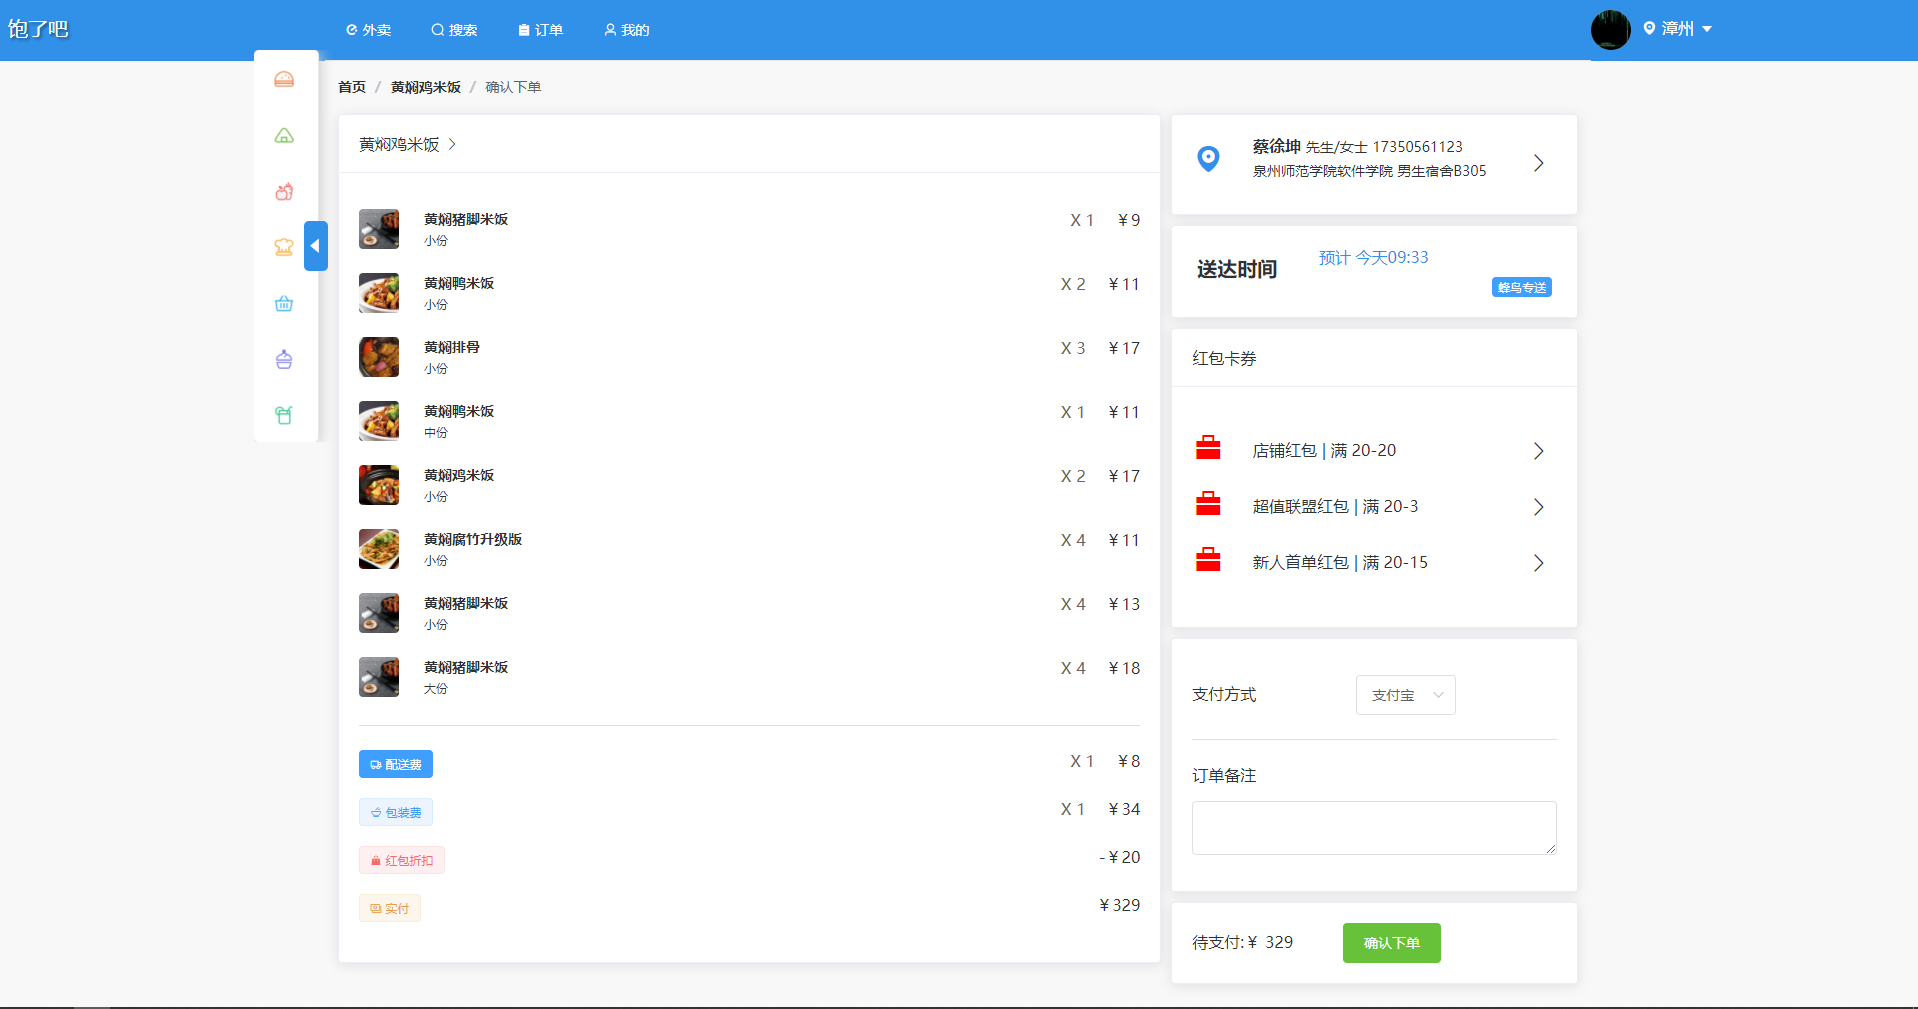 饱了吧
外卖 搜索 订单 我的
漳州
首页 / 黄焖鸡米饭 / 确认下单
黄焖鸡米饭
黄焖猪脚米饭 X 1 ￥9
小份
黄焖鸭米饭 X 2 ￥11
小份
黄焖排骨 X 3 ￥17
小份
黄焖鸭米饭 X 1 ￥11
中份
黄焖鸡米饭 X 2 ￥17
小份
黄焖腐竹升级版 X 4 ￥11
小份
黄焖猪脚米饭 X 4 ￥13
小份
黄焖猪脚米饭 X 4 ￥18
大份
配送费 X 1 ￥8
包装费 X 1 ￥34
红包折扣 -￥20
实付 ￥329
蔡徐坤 先生/女士 17350561123
泉州师范学院软件学院 男生宿舍B305
送达时间 预计 今天09:33
蜂鸟专送
红包卡券
店铺红包 | 满 20-20
超值联盟红包 | 满 20-3
新人首单红包 | 满 20-15
支付方式 支付宝
订单备注
待支付:￥ 329 确认下单